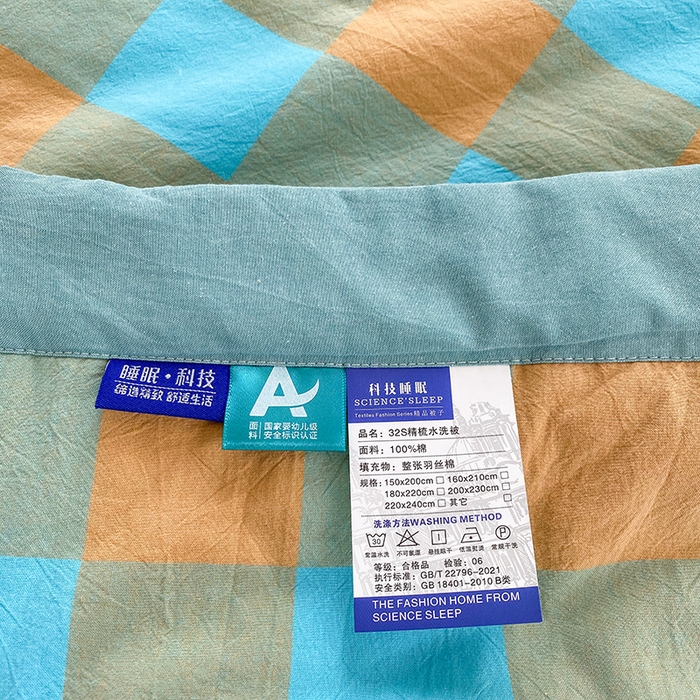 睡眠·科技
缔造精致 舒适生活
A
面料 国家婴幼儿级
安全标识认证
科技睡眠
SCIENCE'SLEEP
Textiles Fashion Series 精品被子
品名：32S精梳水洗被
面料：100%棉
填充物：整张羽丝棉
规格：150x200cm□ 160x210cm□
180x220cm□ 200x230cm□
220x240cm□ 其它 □
洗涤方法WASHING METHOD
30
P
常温水洗 不可氯漂 悬挂晾干 低温熨烫 常规干洗
等级：合格品 检验：06
执行标准：GB/T 22796-2021
安全类别：GB 18401-2010 B类
THE FASHION HOME FROM
SCIENCE SLEEP